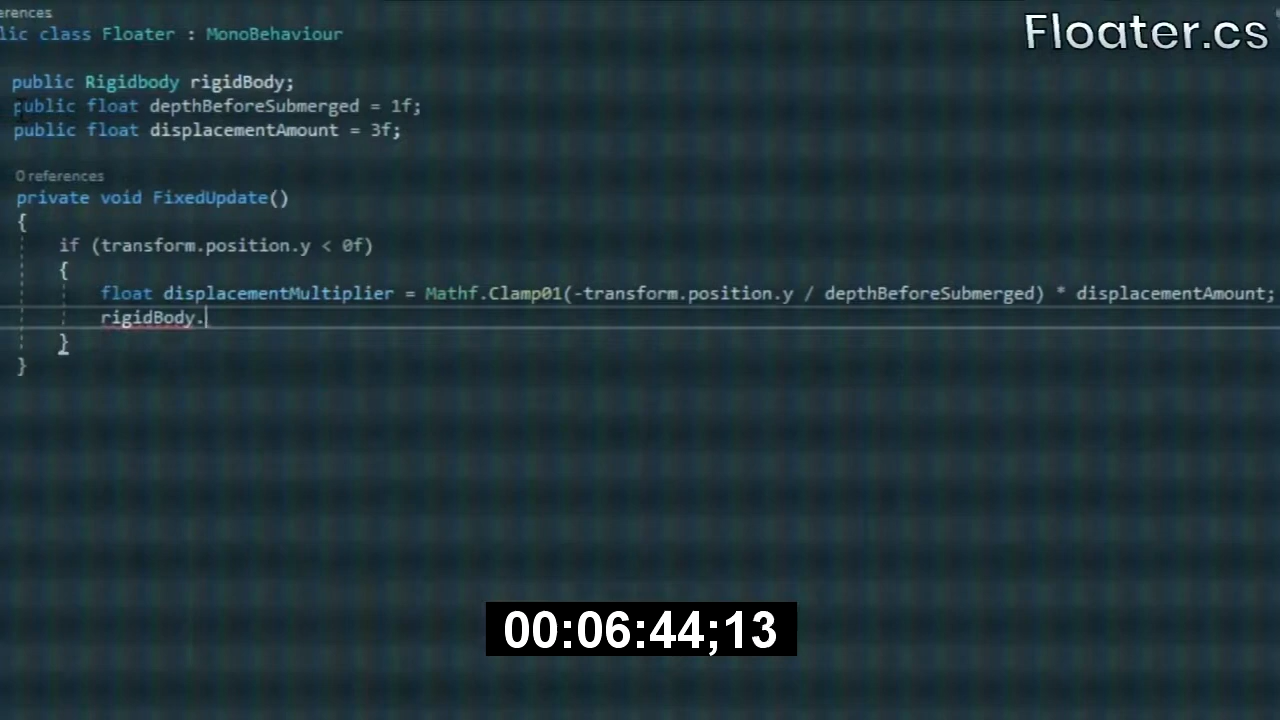 erences
Floater.cs
lic class Floater : MonoBehaviour
public Rigidbody rigidBody;
public float depthBeforeSubmerged = 1f;
public float displacementAmount = 3f;
0 references
private void FixedUpdate()
{
if (transform.position.y < 0f)
{
float displacementMultiplier = Mathf.Clamp01(-transform.position.y / depthBeforeSubmerged) * displacementAmount;
rigidBody.
}
}
00:06:44;13